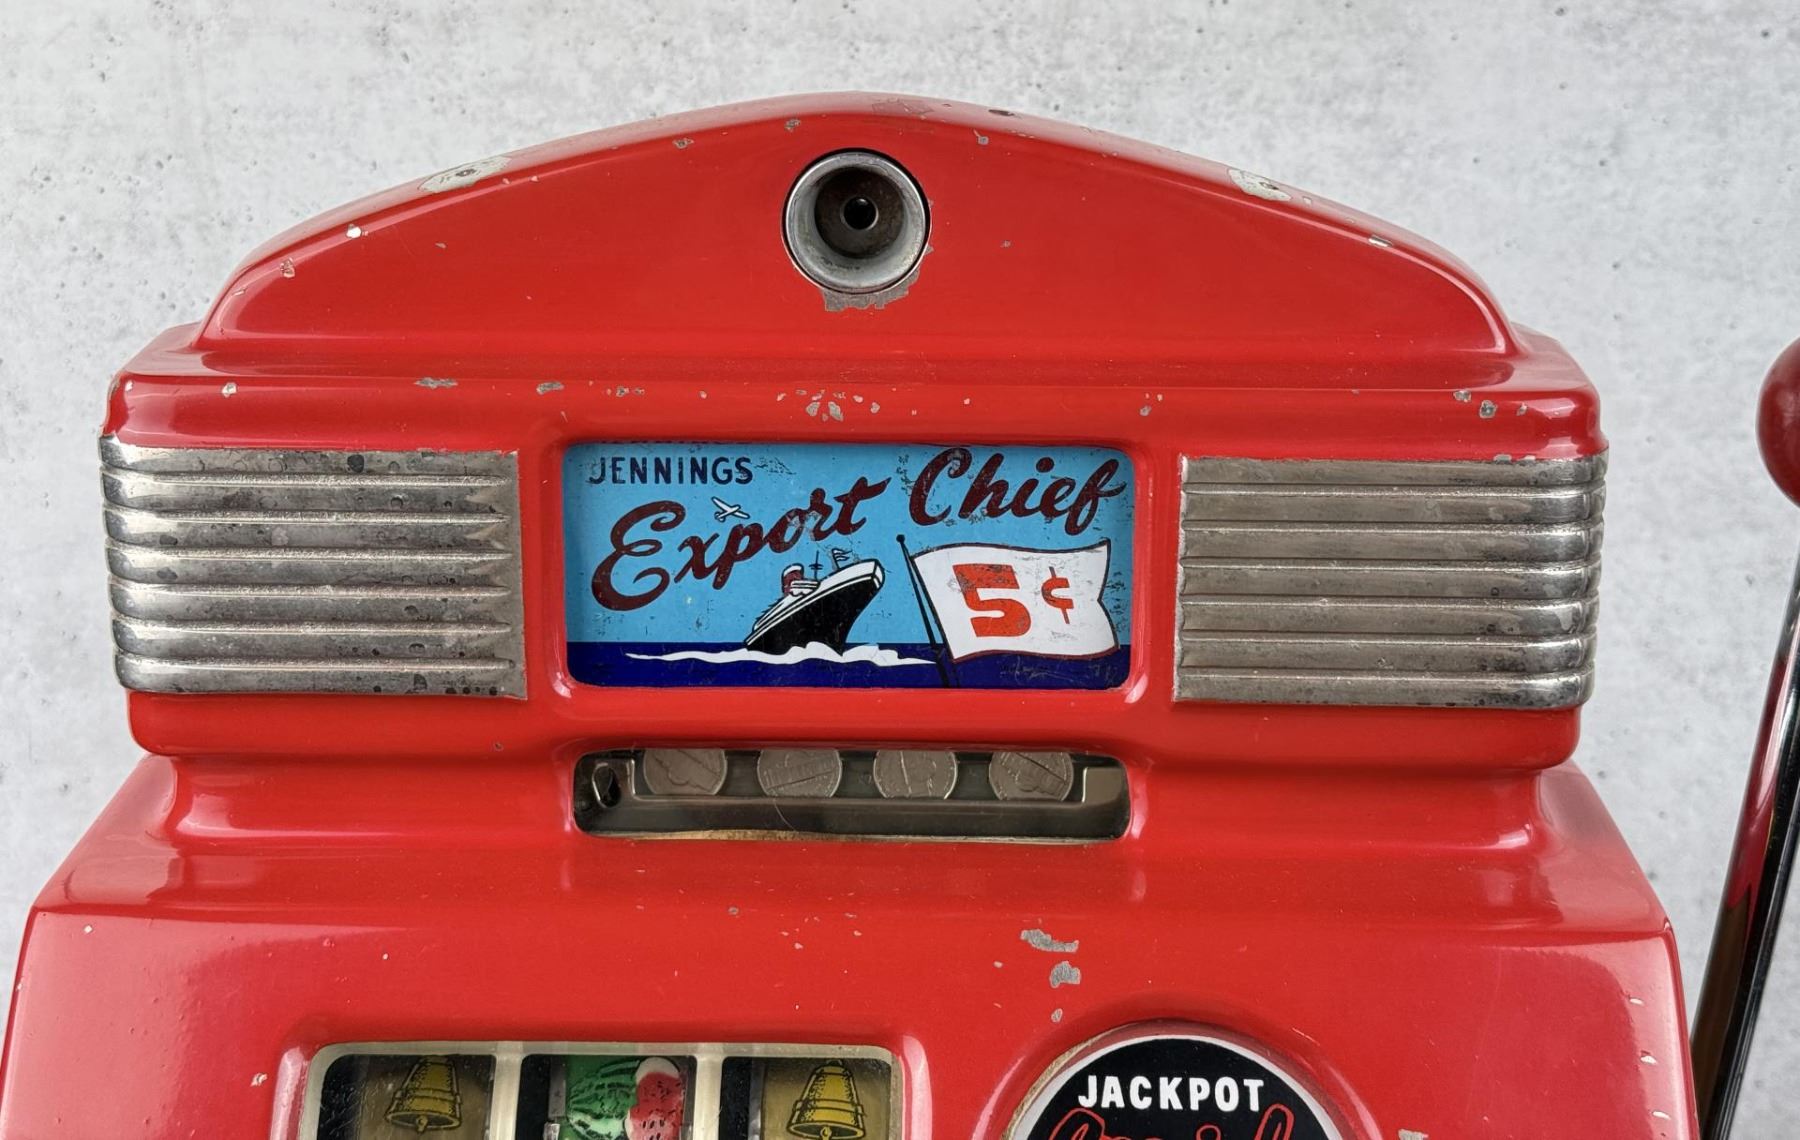 JENNINGS
Export Chief
5¢
JACKPOT